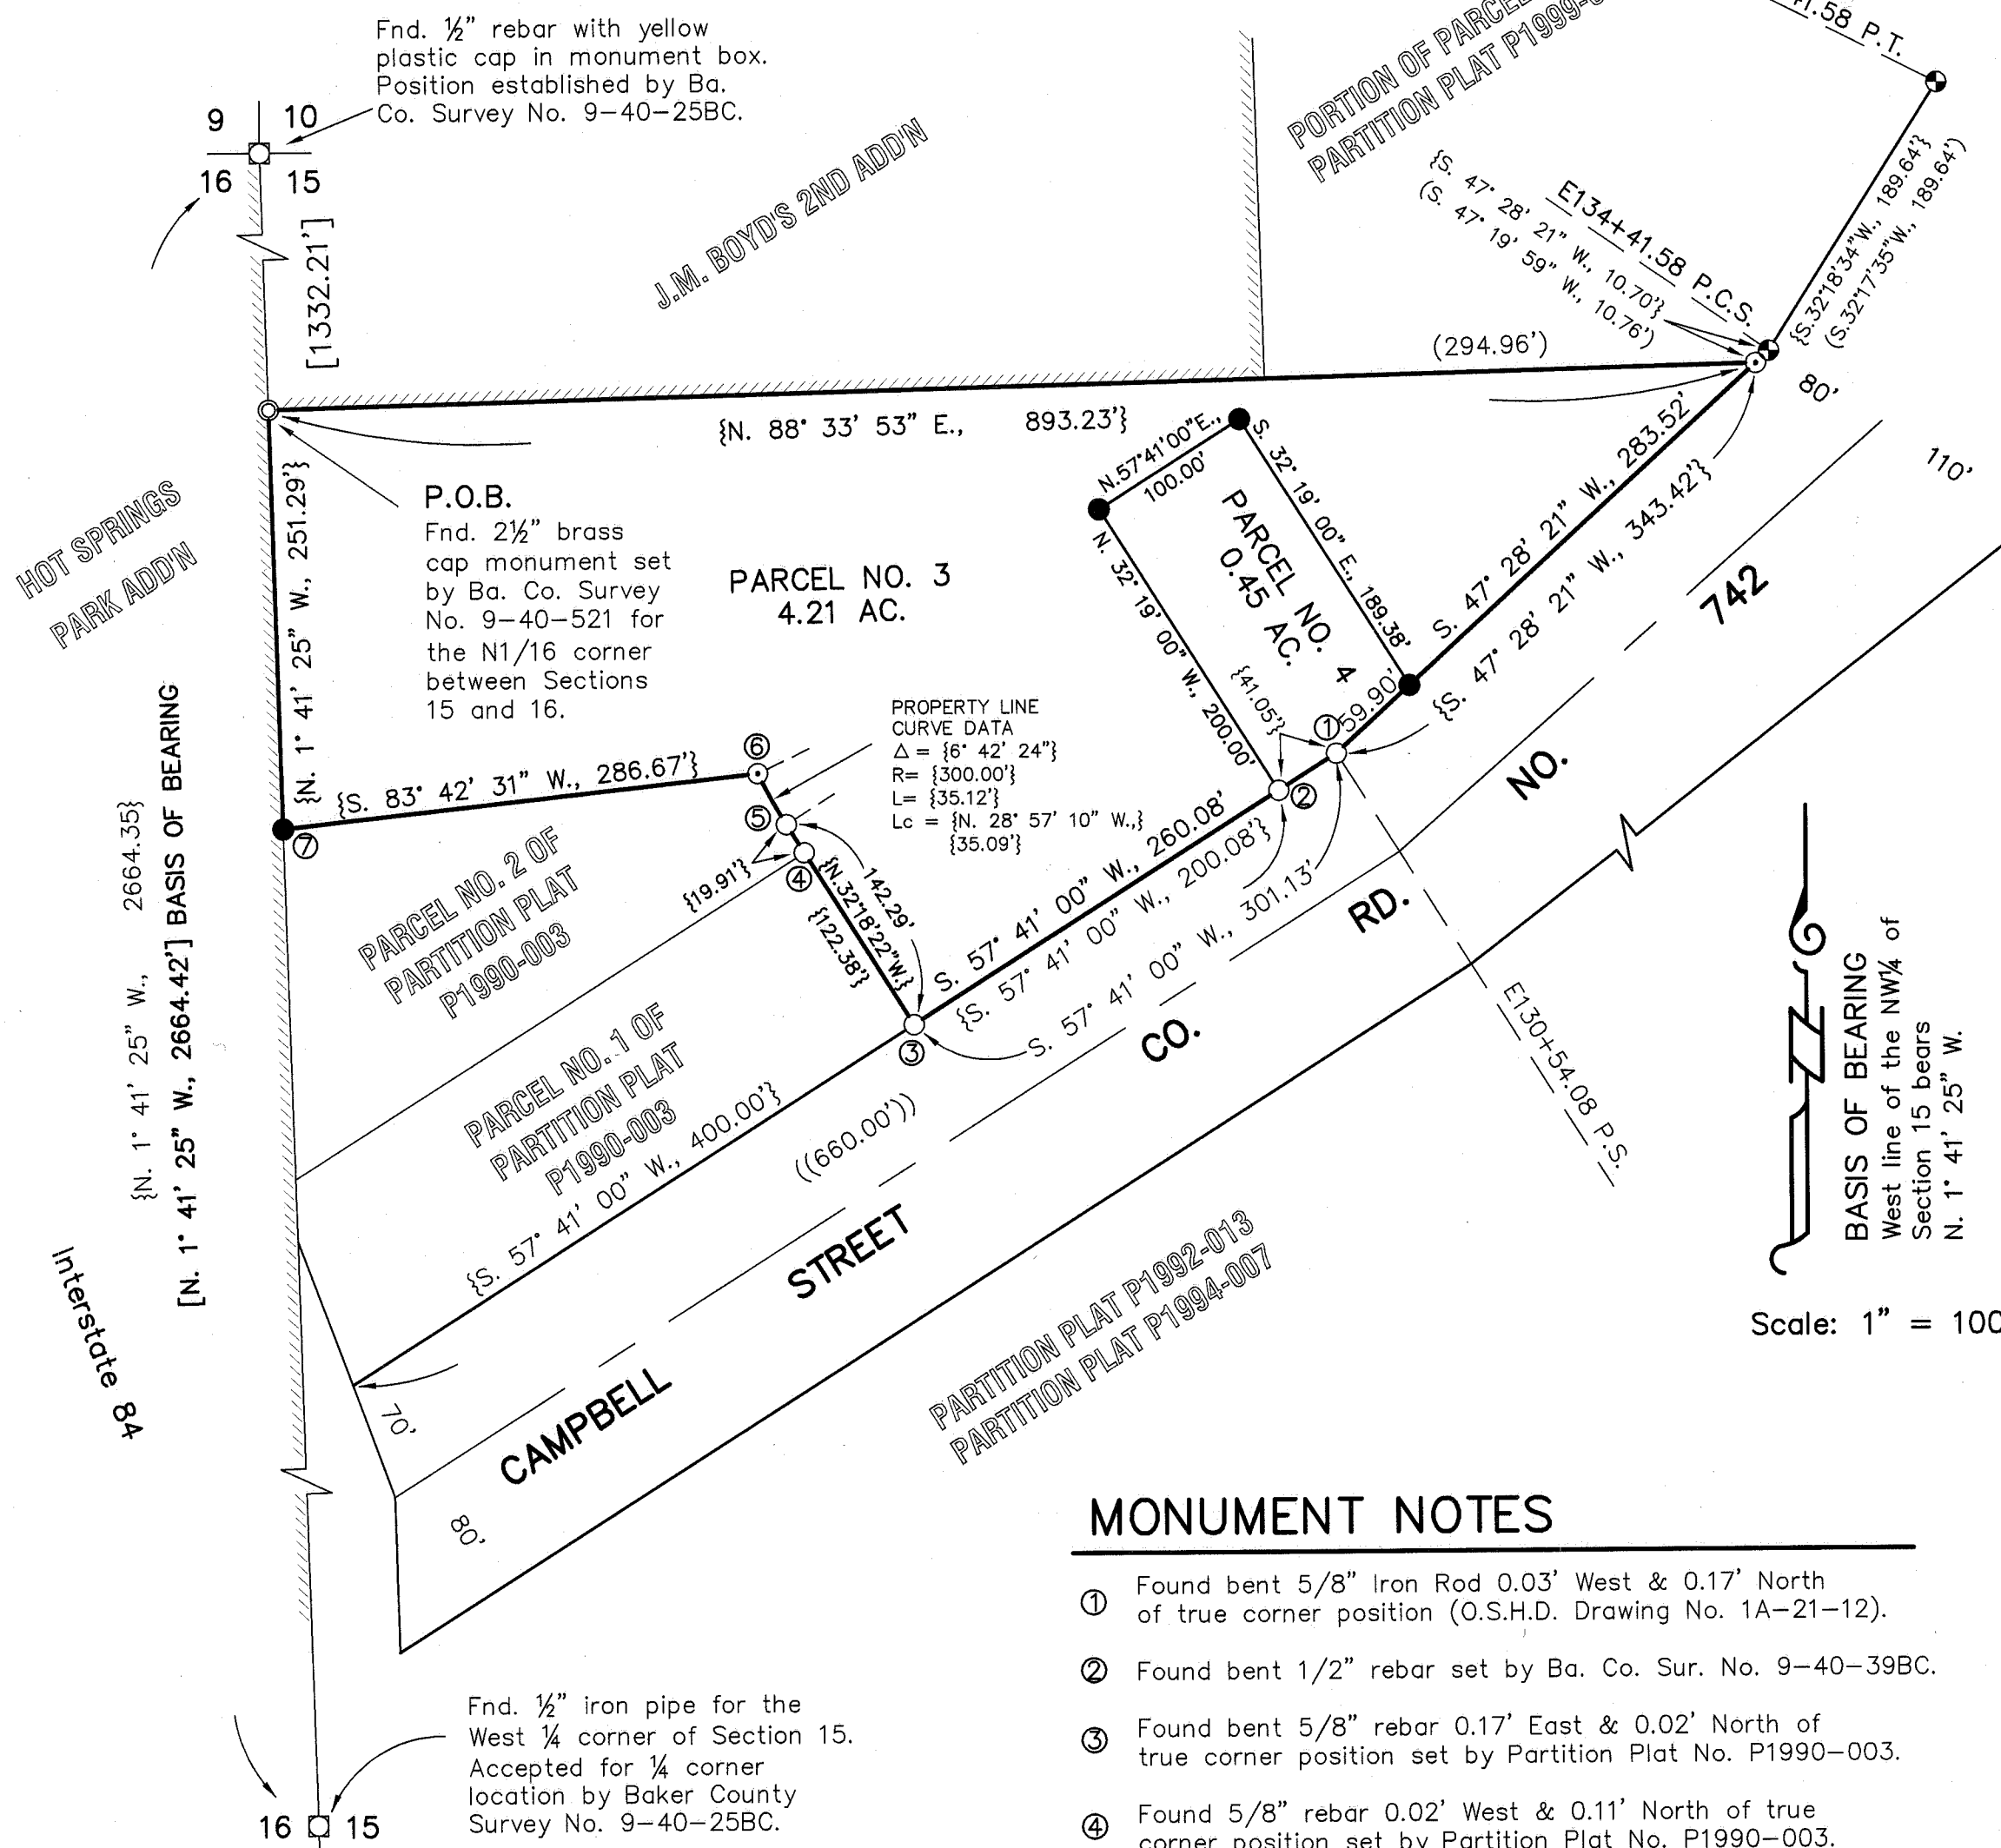 Fnd. ½” rebar with yellow
plastic cap in monument box.
Position established by Ba.
Co. Survey No. 9–40–25BC.
9 10
16 15
[1332.21']
J.M. BOYD'S 2ND ADD'N
PORTION OF PARCEL
PARTITION PLAT P1999-
.58 P.T.
{S. 47° 28' 21” W., 10.70'}
(S. 47° 19' 59” W., 10.76')
E134+41.58 P.C.S.
{S.32°18'34”W., 189.64'}
(S.32°17'35”W., 189.64')
(294.96')
80'
110'
{N. 88° 33' 53” E., 893.23'}
HOT SPRINGS
PARK ADD'N
{N. 1° 41' 25” W., 251.29'}
P.O.B.
Fnd. 2½” brass
cap monument set
by Ba. Co. Survey
No. 9–40–521 for
the N1/16 corner
between Sections
15 and 16.
PARCEL NO. 3
4.21 AC.
N.57°41'00”E.,
100.00'
S. 32° 19' 00” E., 189.38'
PARCEL NO. 4
0.45 AC.
N. 32° 19' 00” W., 200.00'
{41.05'}
59.90'
S. 47° 28' 21” W., 283.52'
{S. 47° 28' 21” W., 343.42'}
742
NO.
RD.
CO.
STREET
CAMPBELL
PROPERTY LINE
CURVE DATA
Δ = {6° 42' 24”}
R= {300.00'}
L= {35.12'}
Lc = {N. 28° 57' 10” W.,}
{35.09'}
1
2
3
4
5
6
7
{S. 83° 42' 31” W., 286.67'}
{19.91'}
142.29'
{N.32°18'22”W.}
{122.38'}
S. 57° 41' 00” W., 260.08'
{S. 57° 41' 00” W., 200.08'}
S. 57° 41' 00” W., 301.13'
{N. 1° 41' 25” W., 2664.35}
[N. 1° 41' 25” W., 2664.42'] BASIS OF BEARING
PARCEL NO. 2 OF
PARTITION PLAT
P1990-003
PARCEL NO. 1 OF
PARTITION PLAT
P1990-003
{S. 57° 41' 00” W., 400.00'}
((660.00'))
E130+54.08 P.S.
PARTITION PLAT P1992-013
PARTITION PLAT P1994-007
Interstate 84
70'
80'
N
BASIS OF BEARING
West line of the NW¼ of
Section 15 bears
N. 1° 41' 25” W.
Scale: 1” = 100
Fnd. ½” iron pipe for the
West ¼ corner of Section 15.
Accepted for ¼ corner
location by Baker County
Survey No. 9–40–25BC.
16 15
MONUMENT NOTES
① Found bent 5/8” Iron Rod 0.03' West & 0.17' North
of true corner position (O.S.H.D. Drawing No. 1A–21–12).
② Found bent 1/2” rebar set by Ba. Co. Sur. No. 9–40–39BC.
③ Found bent 5/8” rebar 0.17' East & 0.02' North of
true corner position set by Partition Plat No. P1990–003.
④ Found 5/8” rebar 0.02' West & 0.11' North of true
corner position set by Partition Plat No. P1990–003.